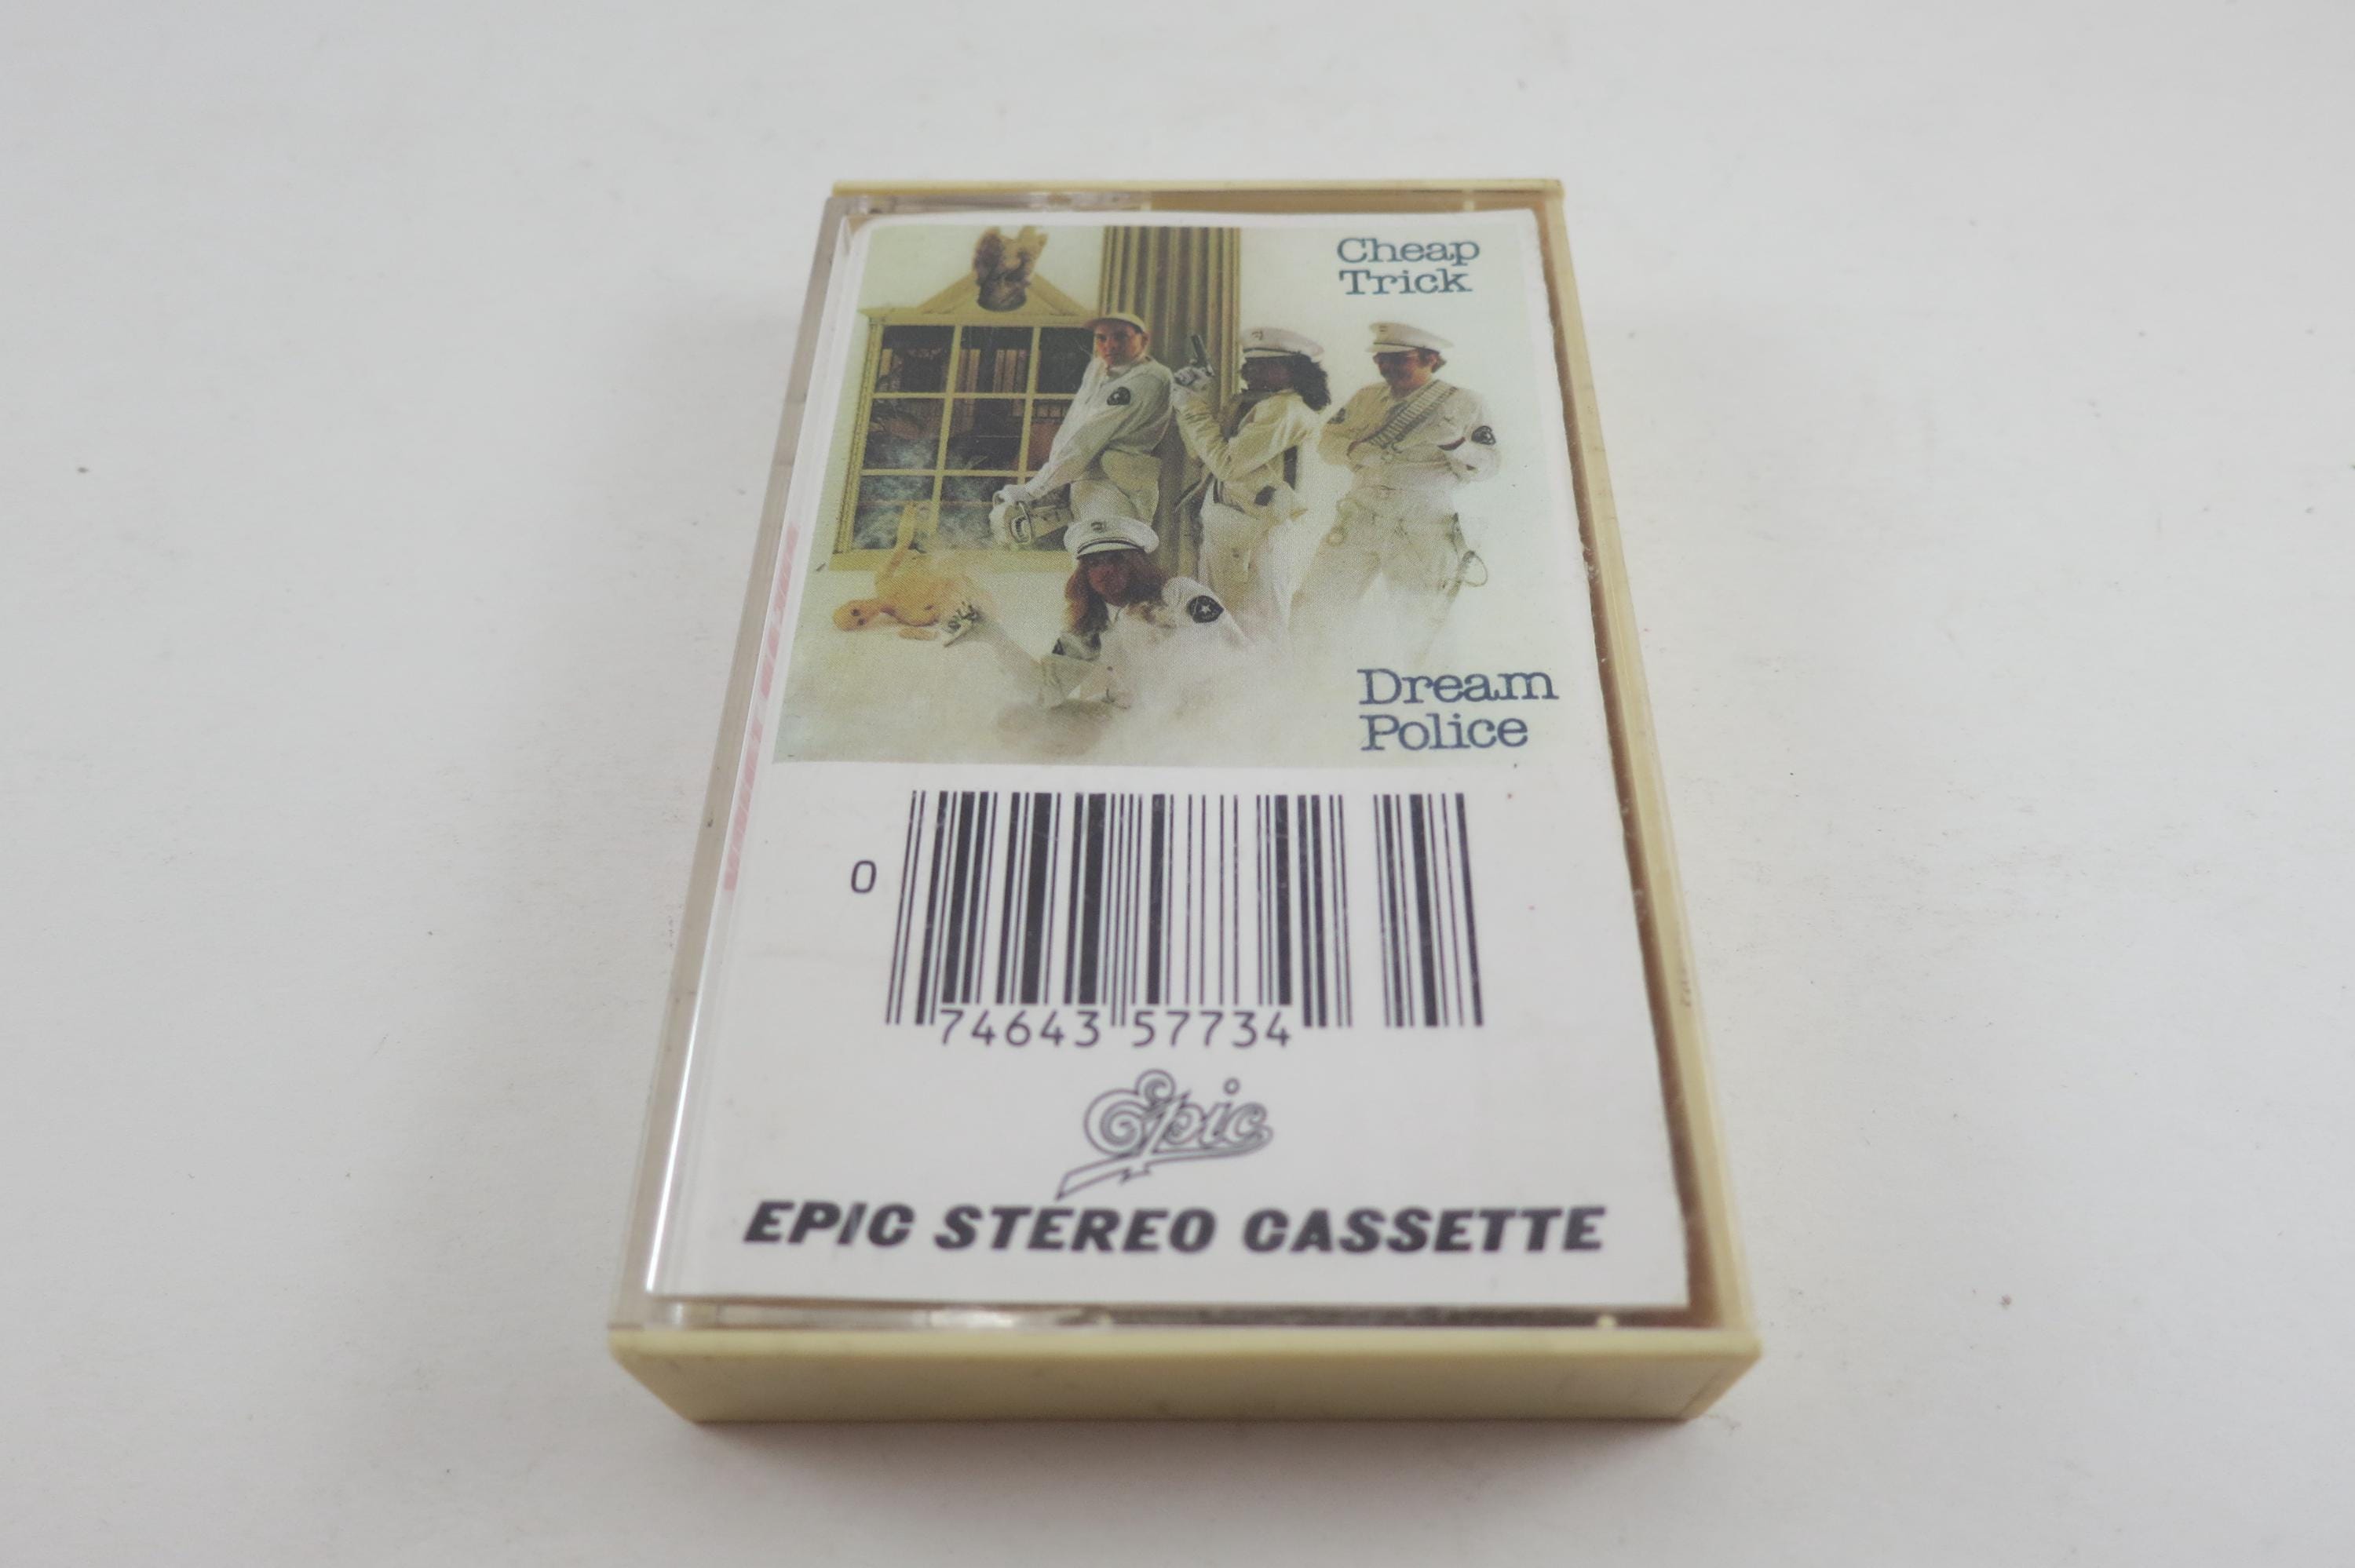 Cheap
Trick
Dream
Police
0
74643 57734
Epic
EPIC STEREO CASSETTE